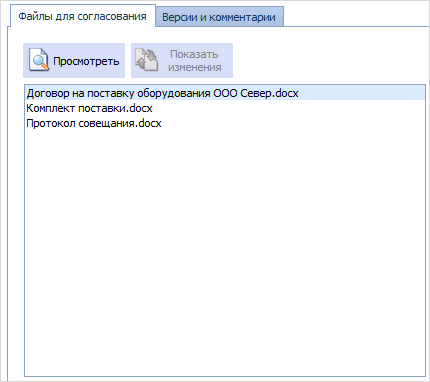 Файлы для согласования
Версии и комментарии
Просмотреть
Показать
изменения
Договор на поставку оборудования ООО Север.docx
Комплект поставки.docx
Протокол совещания.docx